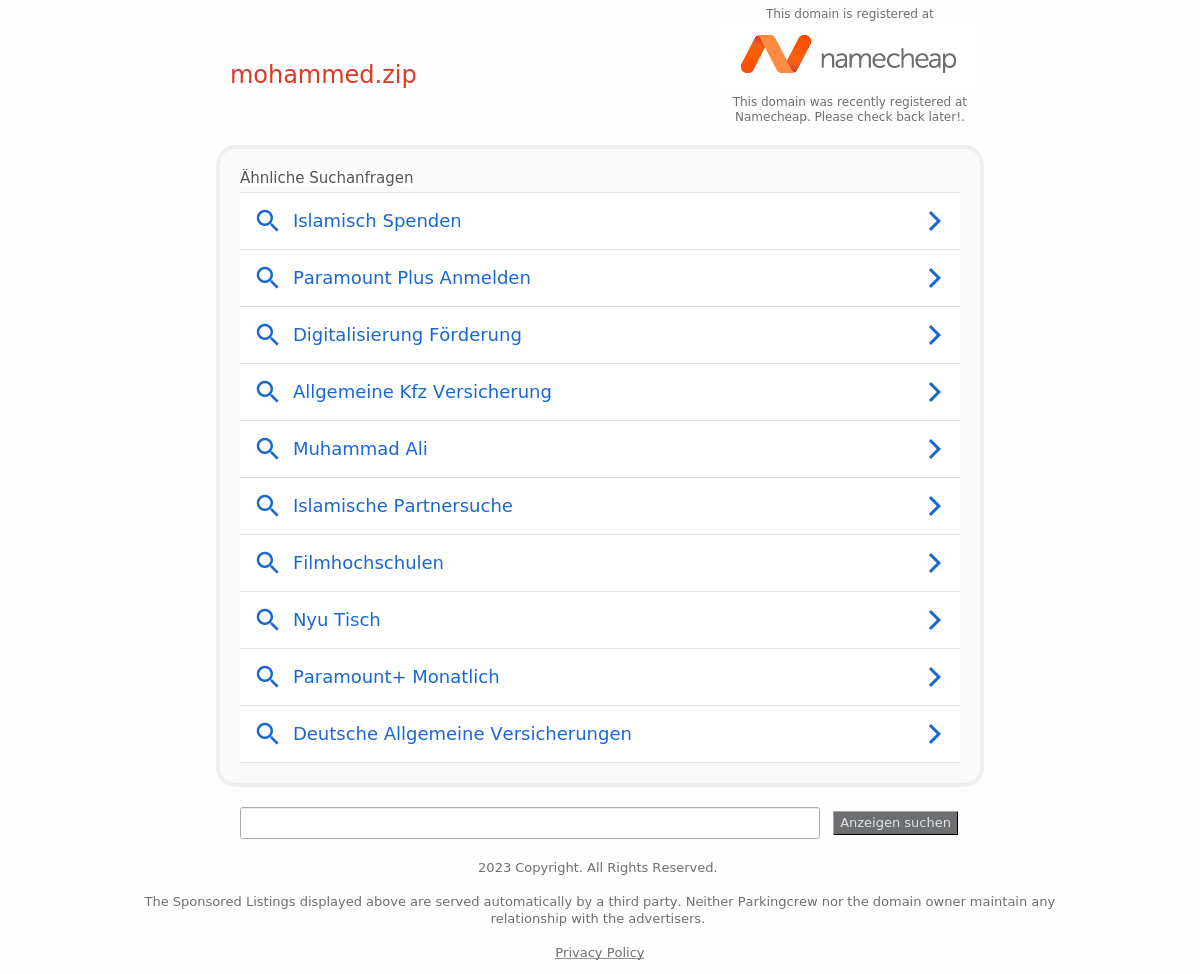 This domain is registered at
namecheap
mohammed.zip
This domain was recently registered at
Namecheap. Please check back later!.
Ähnliche Suchanfragen
Islamisch Spenden
Paramount Plus Anmelden
Digitalisierung Förderung
Allgemeine Kfz Versicherung
Muhammad Ali
Islamische Partnersuche
Filmhochschulen
Nyu Tisch
Paramount+ Monatlich
Deutsche Allgemeine Versicherungen
Anzeigen suchen
2023 Copyright. All Rights Reserved.
The Sponsored Listings displayed above are served automatically by a third party. Neither Parkingcrew nor the domain owner maintain any
relationship with the advertisers.
Privacy Policy